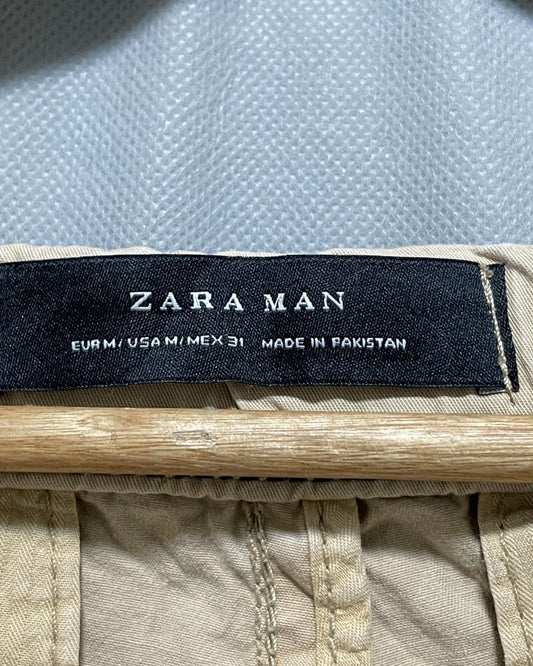 ZARA MAN
EUR M / USA M / MEX 31 MADE IN PAKISTAN